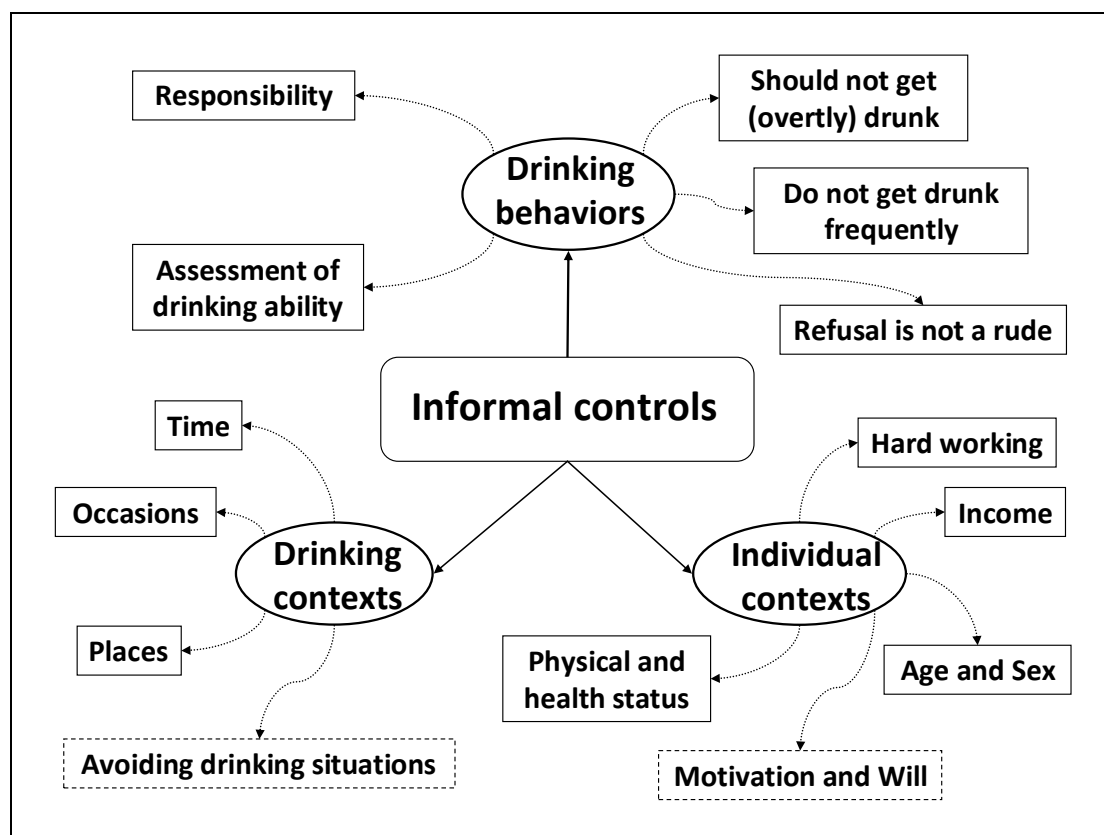 Responsibility
Should not get
(overtly) drunk
Drinking
behaviors
Do not get drunk
frequently
Assessment of
drinking ability
Refusal is not a rude
Informal controls
Time
Hard working
Occasions
Income
Drinking
contexts
Individual
contexts
Places
Physical and
health status
Age and Sex
Avoiding drinking situations
Motivation and Will